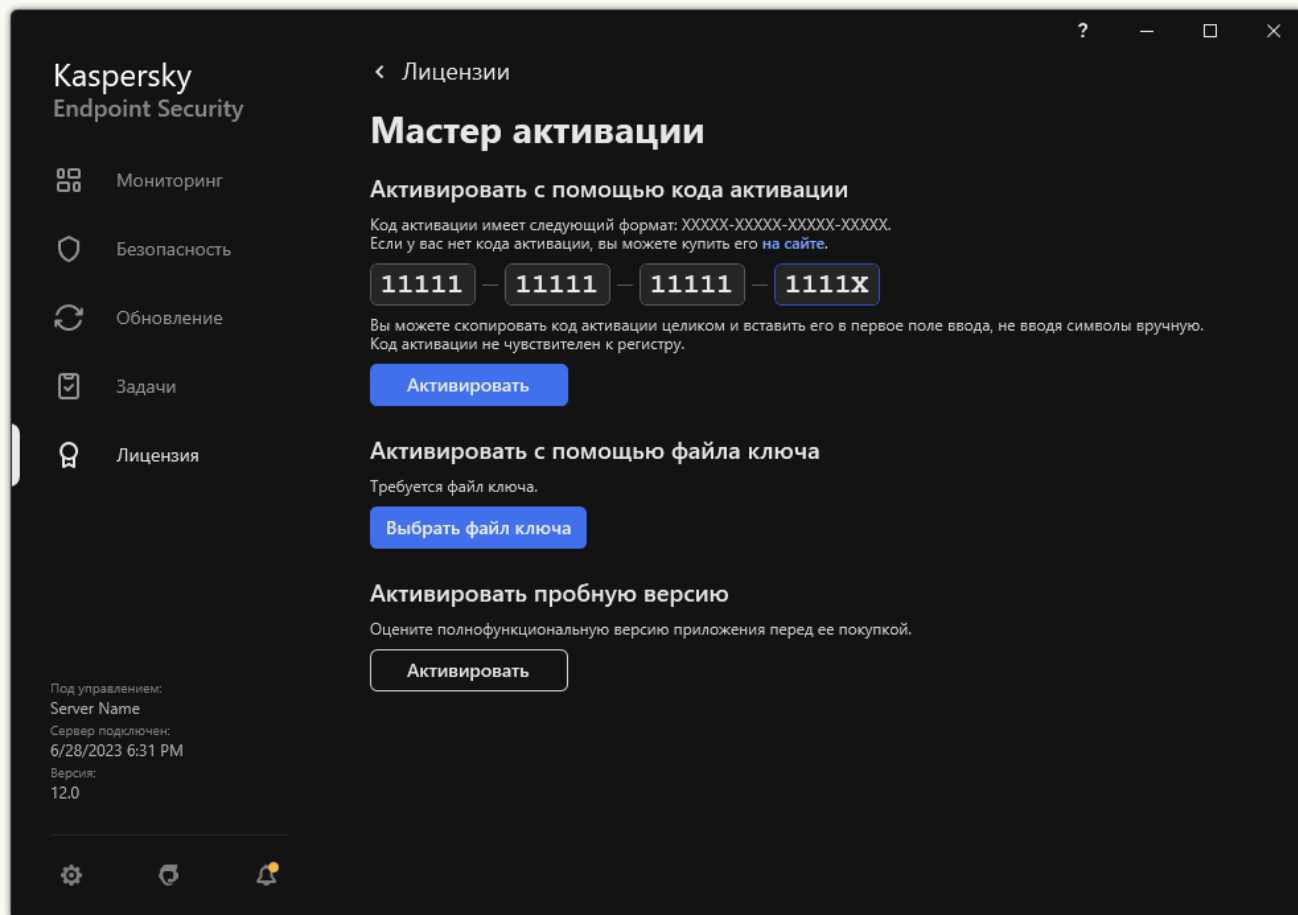 ?
Kaspersky
Endpoint Security
Мониторинг
Безопасность
Обновление
Задачи
Лицензия
Под управлением:
Server Name
Сервер подключен:
6/28/2023 6:31 PM
Версия:
12.0
Лицензии
Мастер активации
Активировать с помощью кода активации
Код активации имеет следующий формат: XXXXX-XXXXX-XXXXX-XXXXX.
Если у вас нет кода активации, вы можете купить его на сайте.
11111 — 11111 — 11111 — 1111X
Вы можете скопировать код активации целиком и вставить его в первое поле ввода, не вводя символы вручную.
Код активации не чувствителен к регистру.
Активировать
Активировать с помощью файла ключа
Требуется файл ключа.
Выбрать файл ключа
Активировать пробную версию
Оцените полнофункциональную версию приложения перед ее покупкой.
Активировать